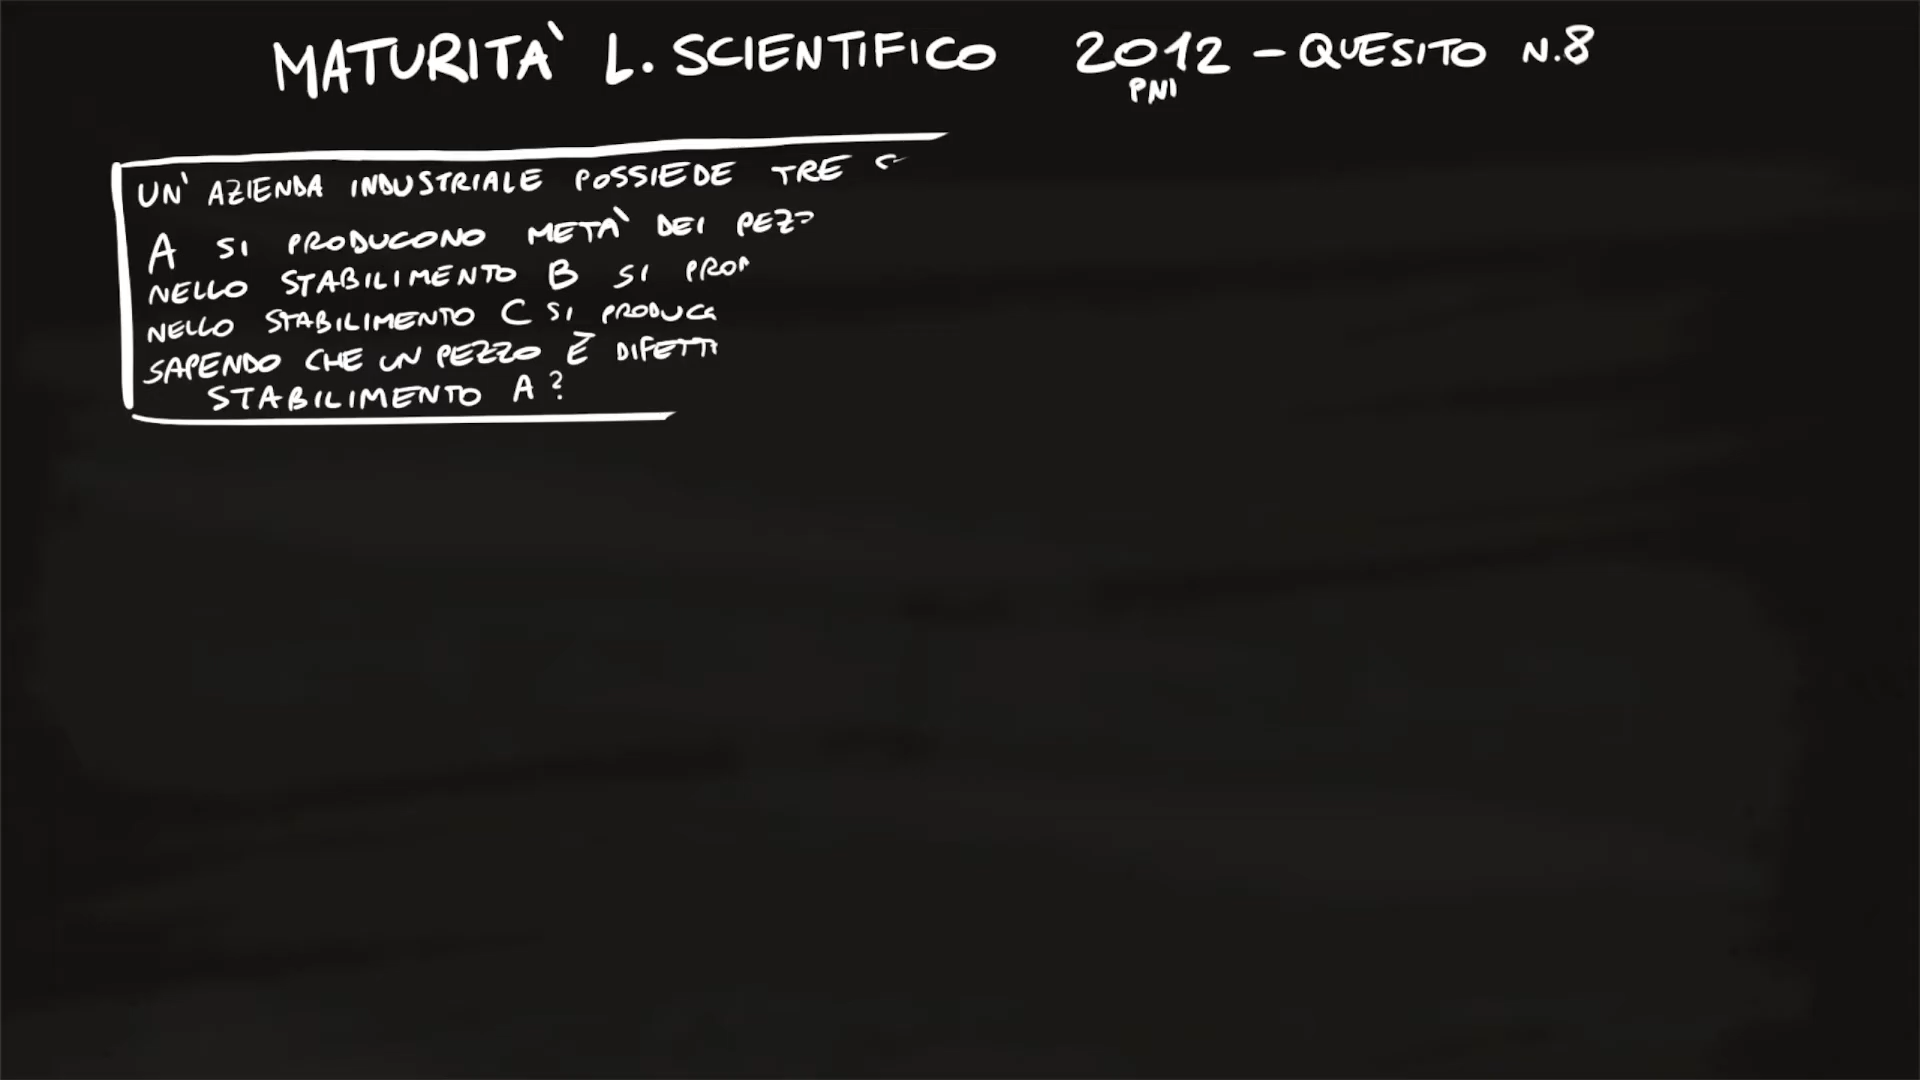 MATURITÀ L. SCIENTIFICO 2012 - QUESITO N.8
PNI
UN' AZIENDA INDUSTRIALE POSSIEDE TRE
A SI PRODUCONO METÀ DEI
NELLO STABILIMENTO B SI
NELLO STABILIMENTO C SI
SAPENDO CHE UN PEZZO È
STABILIMENTO A?